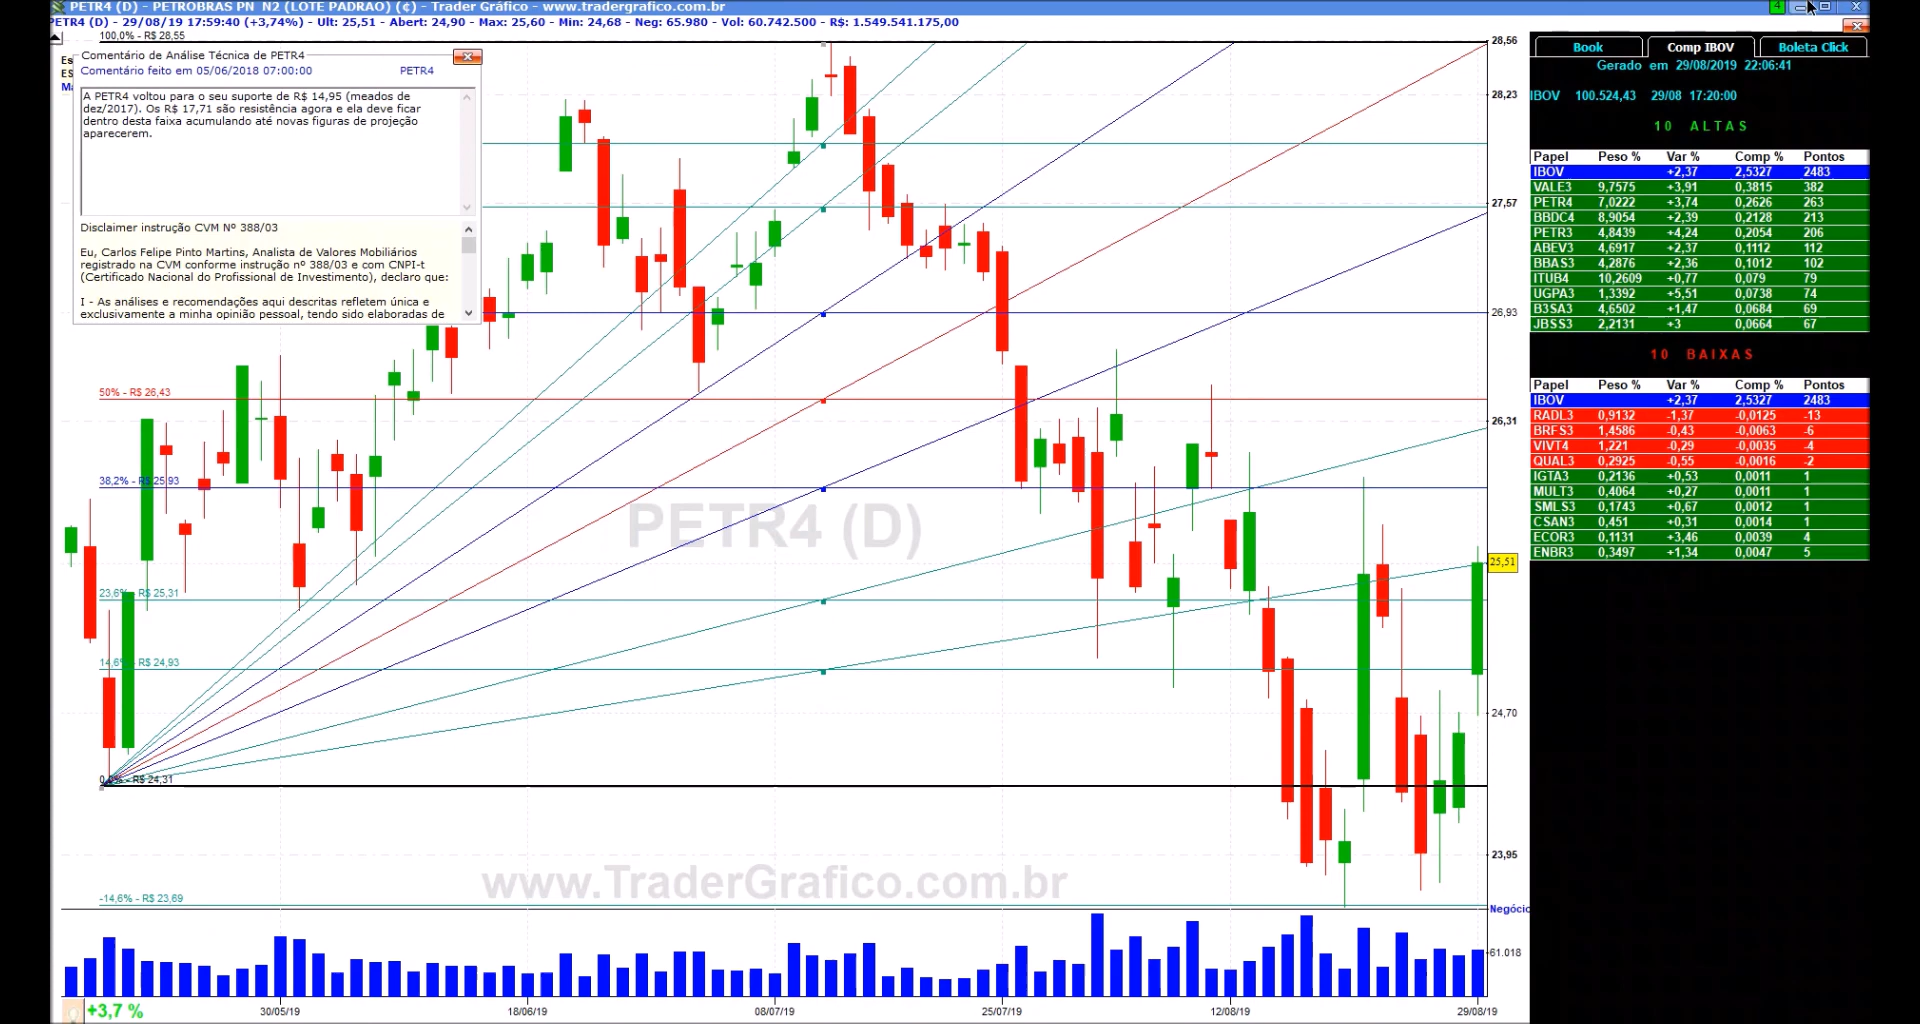 PETR4 (D) - PETROBRAS PN N2 (LOTE PADRAO) (¢) - Trader Gráfico - www.tradergrafico.com.br
PETR4 (D) - 29/08/19 17:59:40 (+3,74%) - Ult: 25,51 - Abert: 24,90 - Max: 25,60 - Min: 24,68 - Neg: 65.980 - Vol: 60.742.500 - R$: 1.549.541.175,00
4
100,0% - R$ 28,55
Es
ES
Mé
Comentário de Análise Técnica de PETR4
Comentário feito em 05/06/2018 07:00:00 PETR4
A PETR4 voltou para o seu suporte de R$ 14,95 (meados de
dez/2017). Os R$ 17,71 são resistência agora e ela deve ficar
dentro desta faixa acumulando até novas figuras de projeção
aparecerem.
Disclaimer instrução CVM Nº 388/03
Eu, Carlos Felipe Pinto Martins, Analista de Valores Mobiliários
registrado na CVM conforme instrução nº 388/03 e com CNPI-t
(Certificado Nacional do Profissional de Investimento), declaro que:
I - As análises e recomendações aqui descritas refletem única e
exclusivamente a minha opinião pessoal, tendo sido elaboradas de
50% - R$ 26,43
38,2% - R$ 25,93
23,6% - R$ 25,31
14,6% - R$ 24,93
0,0% - R$ 24,31
-14,6% - R$ 23,69
PETR4 (D)
www.TraderGrafico.com.br
28,56
28,23
27,57
26,93
26,31
25,51
24,70
23,95
Negócio
61.018
+3,7 %
30/05/19
18/06/19
08/07/19
25/07/19
12/08/19
29/08/19
Book Comp IBOV Boleta Click
Gerado em 29/08/2019 22:06:41
IBOV 100.524,43 29/08 17:20:00
10 ALTAS
Papel Peso % Var % Comp % Pontos
IBOV +2,37 2,5327 2483
VALE3 9,7575 +3,91 0,3815 382
PETR4 7,0222 +3,74 0,2626 263
BBDC4 8,9054 +2,39 0,2128 213
PETR3 4,8439 +4,24 0,2054 206
ABEV3 4,6917 +2,37 0,1112 112
BBAS3 4,2876 +2,36 0,1012 102
ITUB4 10,2609 +0,77 0,079 79
UGPA3 1,3392 +5,51 0,0738 74
B3SA3 4,6502 +1,47 0,0684 69
JBSS3 2,2131 +3 0,0664 67
10 BAIXAS
Papel Peso % Var % Comp % Pontos
IBOV +2,37 2,5327 2483
RADL3 0,9132 -1,37 -0,0125 -13
BRFS3 1,4586 -0,43 -0,0063 -6
VIVT4 1,221 -0,29 -0,0035 -4
QUAL3 0,2925 -0,55 -0,0016 -2
IGTA3 0,2136 +0,53 0,0011 1
MULT3 0,4064 +0,27 0,0011 1
SMLS3 0,1743 +0,67 0,0012 1
CSAN3 0,451 +0,31 0,0014 1
ECOR3 0,1131 +3,46 0,0039 4
ENBR3 0,3497 +1,34 0,0047 5